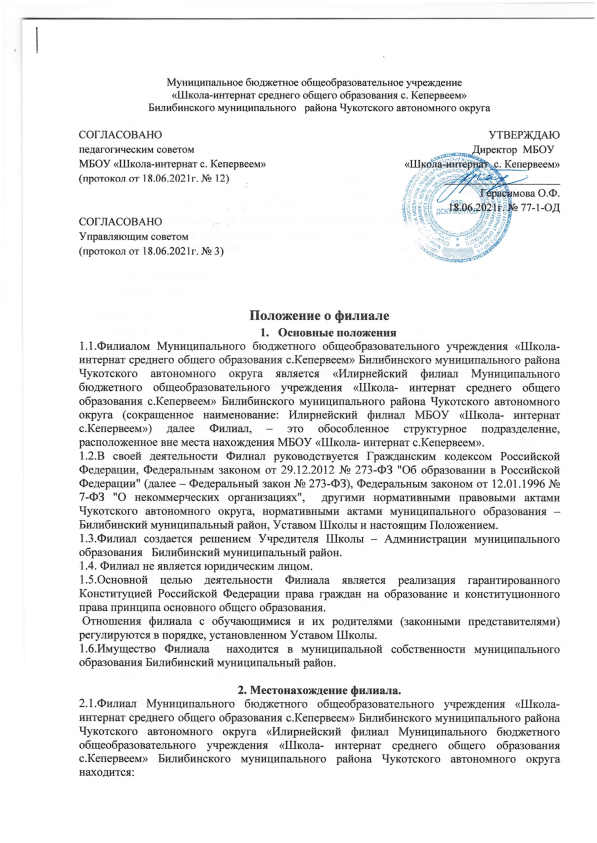 Муниципальное бюджетное общеобразовательное учреждение
«Школа-интернат среднего общего образования с. Кепервеем»
Билибинского муниципального района Чукотского автономного округа
СОГЛАСОВАНО
педагогическим советом
МБОУ «Школа-интернат с. Кепервеем»
(протокол от 18.06.2021г. № 12)
УТВЕРЖДАЮ
Директор МБОУ
«Школа-интернат с. Кепервеем»
Герасимова О.Ф.
18.06.2021г. № 77-1-ОД
СОГЛАСОВАНО
Управляющим советом
(протокол от 18.06.2021г. № 3)
Положение о филиале
1. Основные положения
1.1.Филиалом Муниципального бюджетного общеобразовательного учреждения «Школа-
интернат среднего общего образования с.Кепервеем» Билибинского муниципального района
Чукотского автономного округа является «Илирнейский филиал Муниципального
бюджетного общеобразовательного учреждения «Школа- интернат среднего общего
образования с.Кепервеем» Билибинского муниципального района Чукотского автономного
округа (сокращенное наименование: Илирнейский филиал МБОУ «Школа- интернат
с.Кепервеем») далее Филиал, – это обособленное структурное подразделение,
расположенное вне места нахождения МБОУ «Школа- интернат с.Кепервеем».
1.2.В своей деятельности Филиал руководствуется Гражданским кодексом Российской
Федерации, Федеральным законом от 29.12.2012 № 273-ФЗ "Об образовании в Российской
Федерации" (далее – Федеральный закон № 273-ФЗ), Федеральным законом от 12.01.1996 №
7-ФЗ "О некоммерческих организациях", другими нормативными правовыми актами
Чукотского автономного округа, нормативными актами муниципального образования –
Билибинский муниципальный район, Уставом Школы и настоящим Положением.
1.3.Филиал создается решением Учредителя Школы – Администрации муниципального
образования Билибинский муниципальный район.
1.4. Филиал не является юридическим лицом.
1.5.Основной целью деятельности Филиала является реализация гарантированного
Конституцией Российской Федерации права граждан на образование и конституционного
права принципа основного общего образования.
Отношения филиала с обучающимися и их родителями (законными представителями)
регулируются в порядке, установленном Уставом Школы.
1.6.Имущество Филиала находится в муниципальной собственности муниципального
образования Билибинский муниципальный район.
2. Местонахождение филиала.
2.1.Филиал Муниципального бюджетного общеобразовательного учреждения «Школа-
интернат среднего общего образования с.Кепервеем» Билибинского муниципального района
Чукотского автономного округа «Илирнейский филиал Муниципального бюджетного
общеобразовательного учреждения «Школа- интернат среднего общего образования
с.Кепервеем» Билибинского муниципального района Чукотского автономного округа
находится: